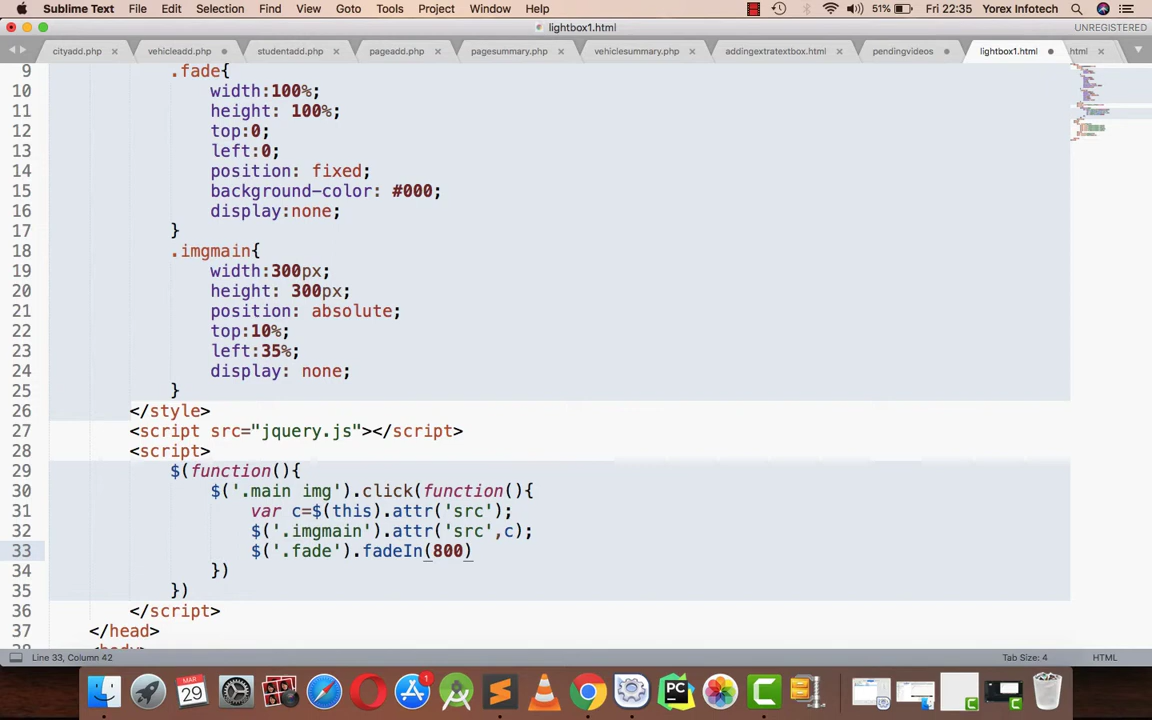 Sublime Text File Edit Selection Find View Goto Tools Project Window Help 51% Fri 22:35 Yorex Infotech
lightbox1.html UNREGISTERED
cityadd.php vehicleadd.php studentadd.php pageadd.php pagesummary.php vehiclesummary.php addingextratextbox.html pendingvideos lightbox1.html html
9 .fade{
10 width:100%;
11 height: 100%;
12 top:0;
13 left:0;
14 position: fixed;
15 background-color: #000;
16 display:none;
17 }
18 .imgmain{
19 width:300px;
20 height: 300px;
21 position: absolute;
22 top:10%;
23 left:35%;
24 display: none;
25 }
26 </style>
27 <script src="jquery.js"></script>
28 <script>
29 $(function(){
30 $('.main img').click(function(){
31 var c=$(this).attr('src');
32 $('.imgmain').attr('src',c);
33 $('.fade').fadeIn(800)
34 })
35 })
36 </script>
37 </head>
Line 33, Column 42 Tab Size: 4 HTML
MAR
29
1
PC